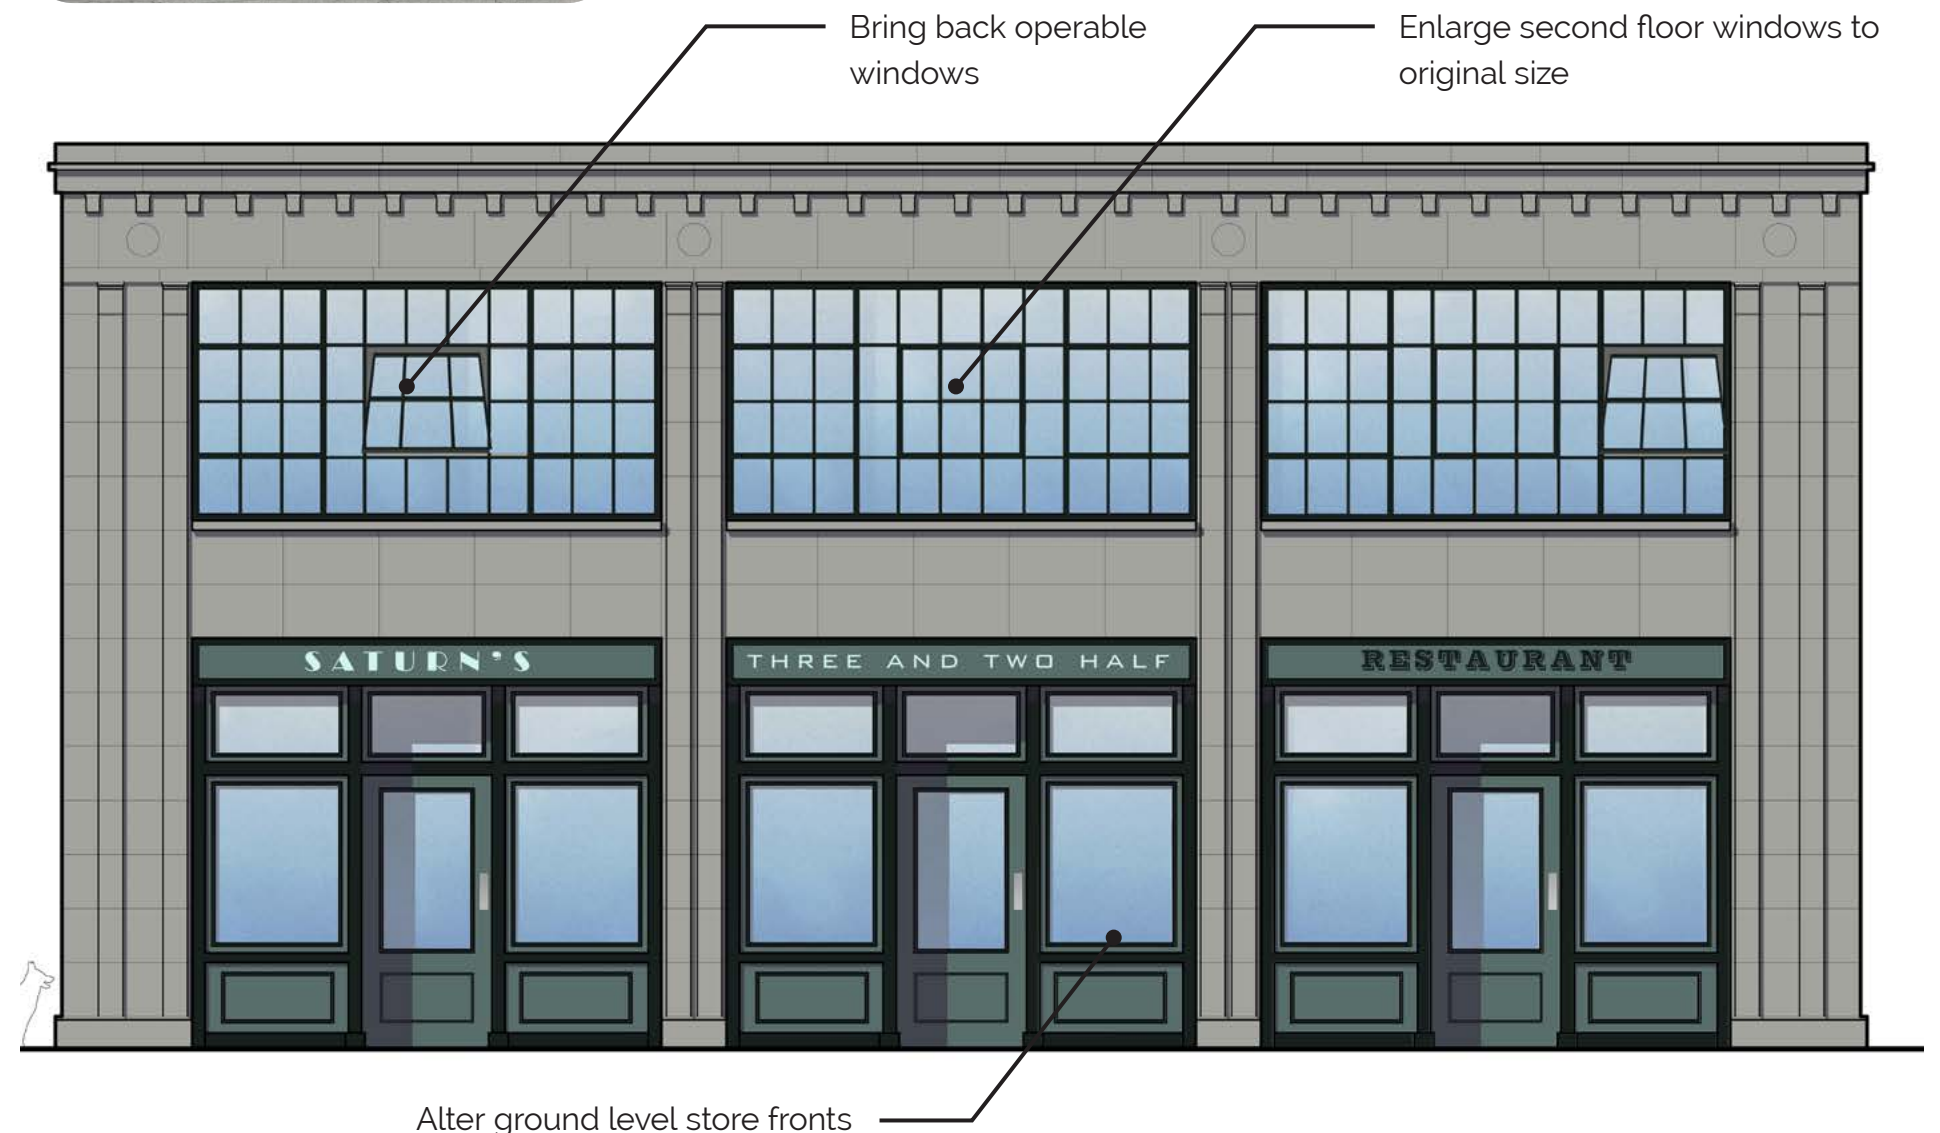 Bring back operable
windows
Enlarge second floor windows to
original size
SATURN'S
THREE AND TWO HALF
RESTAURANT
Alter ground level store fronts